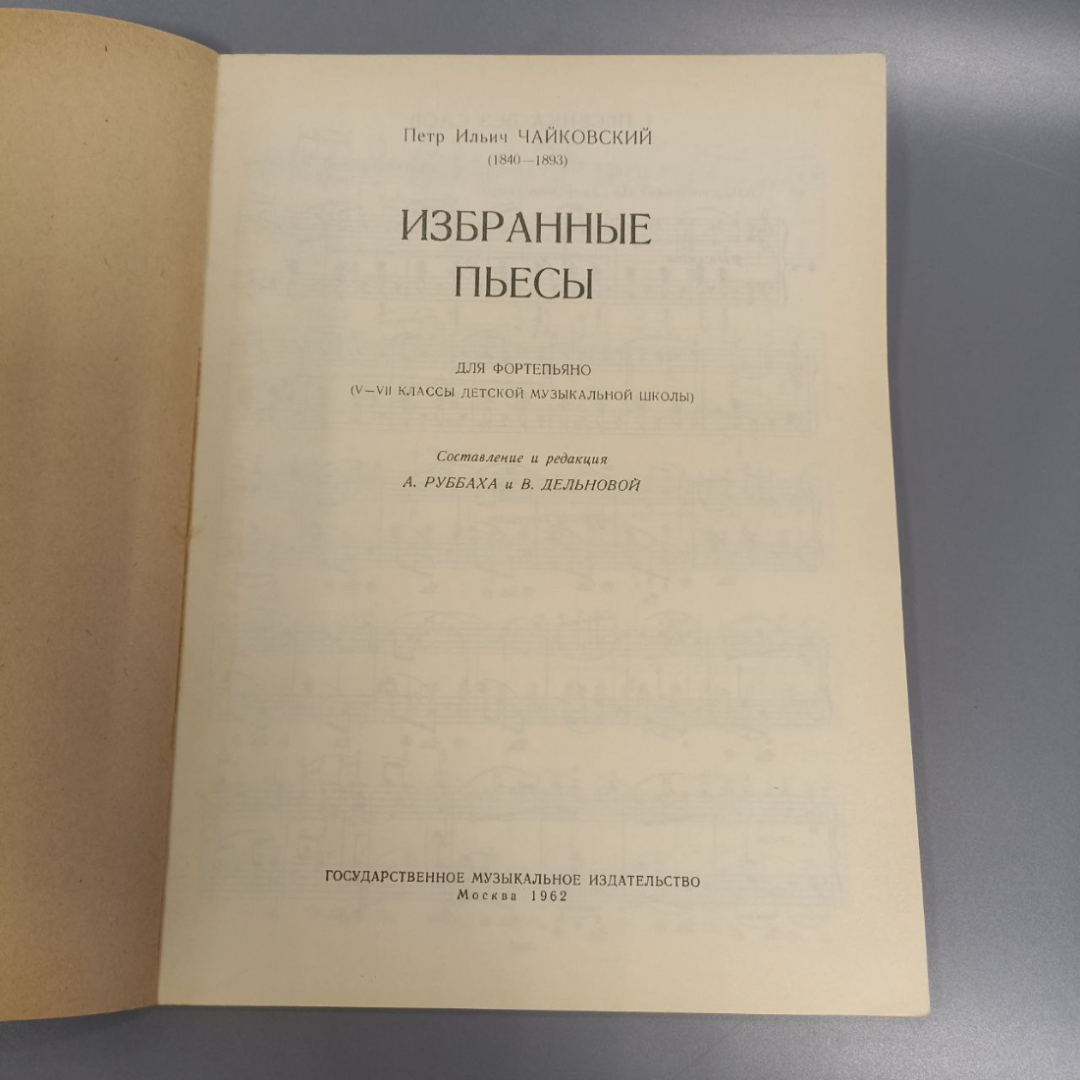 Петр Ильич ЧАЙКОВСКИЙ
(1840—1893)
ИЗБРАННЫЕ
ПЬЕСЫ
ДЛЯ ФОРТЕПЬЯНО
(V—VII КЛАССЫ ДЕТСКОЙ МУЗЫКАЛЬНОЙ ШКОЛЫ)
Составление и редакция
А. РУББАХА и В. ДЕЛЬНОВОЙ
ГОСУДАРСТВЕННОЕ МУЗЫКАЛЬНОЕ ИЗДАТЕЛЬСТВО
Москва 1962